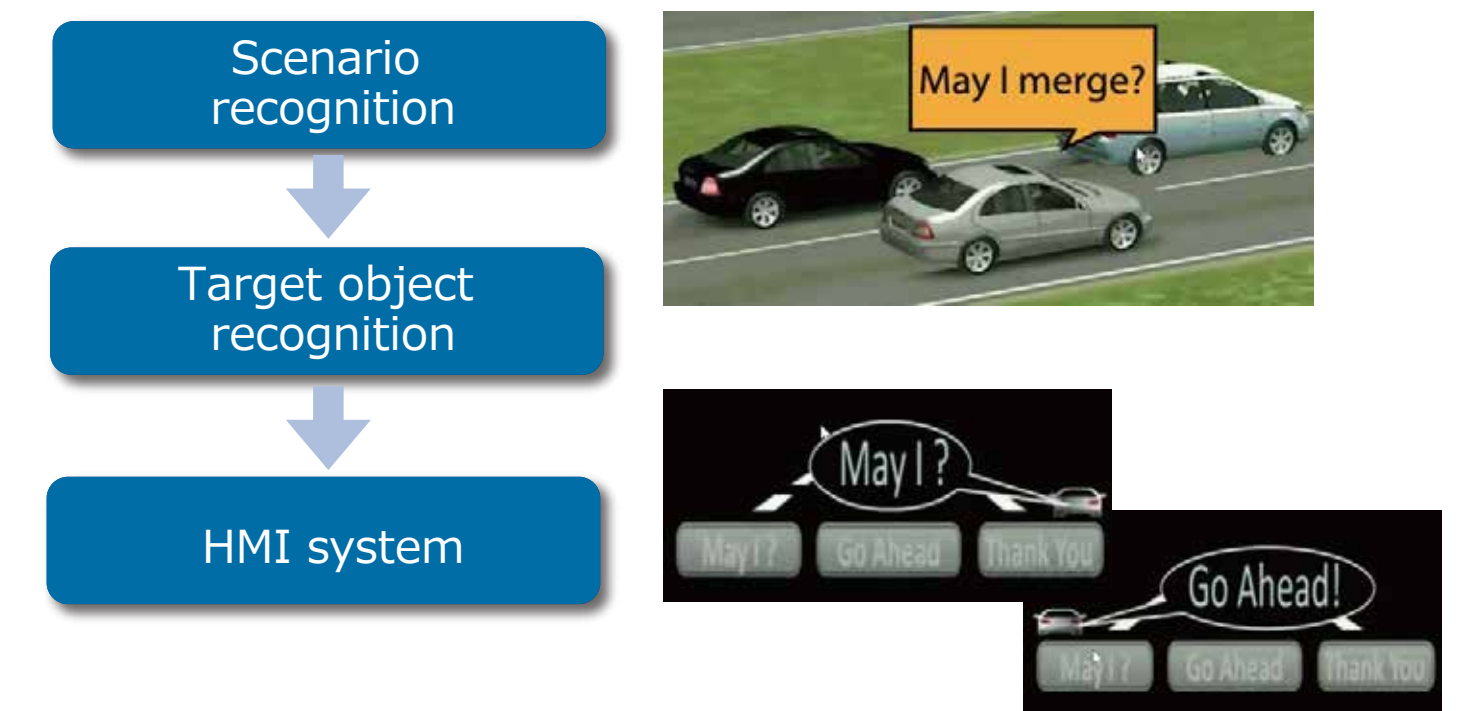 Scenario
recognition
Target object
recognition
HMI system
May I merge?
May I ?
May I ?
Go Ahead
Thank You
Go Ahead!
May I ?
Go Ahead
Thank You